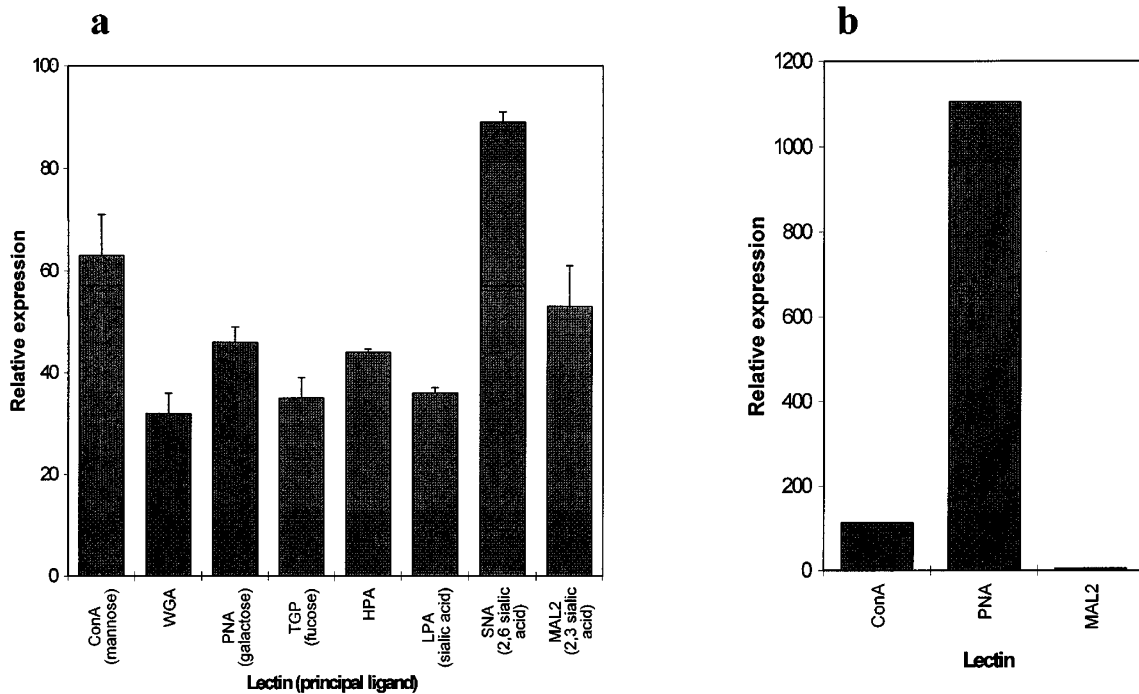 a
100
80
60
40
20
0
Relative expression
ConA
(mannose)
WGA
PNA
(galactose)
TGP
(fucose)
HPA
LPA
(sialic acid)
SNA
(2,6 sialic
acid)
MAL2
(2,3 sialic
acid)
Lectin (principal ligand)
b
1200
1000
800
600
400
200
0
Relative expression
ConA
PNA
MAL2
Lectin